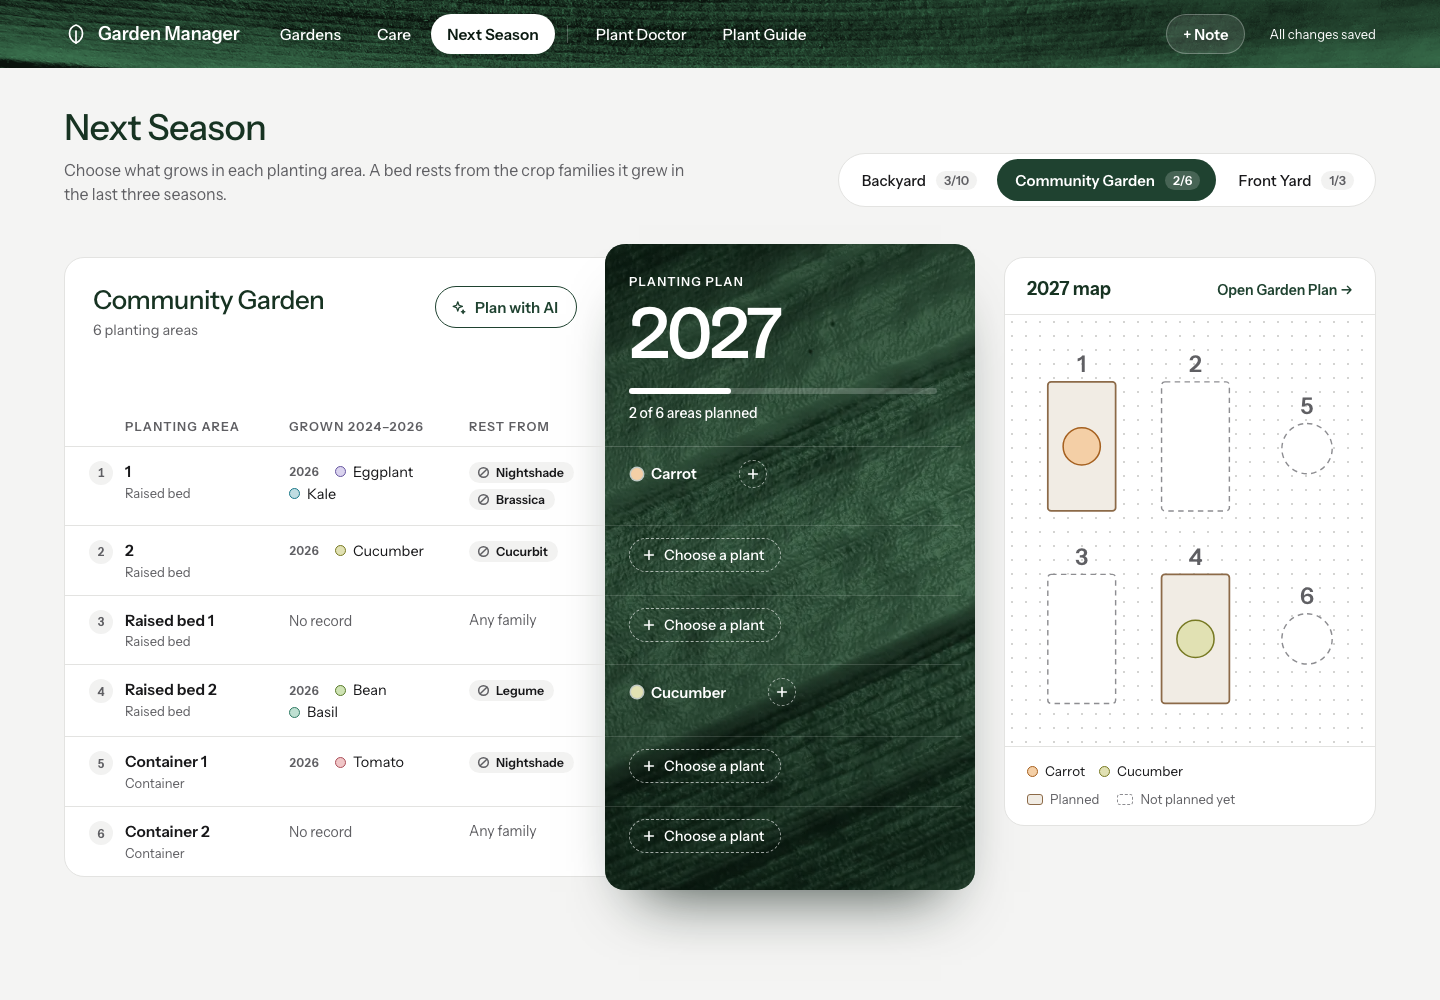 Garden Manager
Gardens
Care
Next Season
Plant Doctor
Plant Guide
+ Note
All changes saved
Next Season
Choose what grows in each planting area. A bed rests from the crop families it grew in
the last three seasons.
Backyard 3/10
Community Garden 2/6
Front Yard 1/3
Community Garden
6 planting areas
Plan with AI
PLANTING PLAN
2027
2 of 6 areas planned
PLANTING AREA
GROWN 2024–2026
REST FROM
1
1
Raised bed
2026 Eggplant
Kale
Nightshade
Brassica
Carrot
+
2
2
Raised bed
2026 Cucumber
Cucurbit
+ Choose a plant
3
Raised bed 1
Raised bed
No record
Any family
+ Choose a plant
4
Raised bed 2
Raised bed
2026 Bean
Basil
Legume
Cucumber
+
5
Container 1
Container
2026 Tomato
Nightshade
+ Choose a plant
6
Container 2
Container
No record
Any family
+ Choose a plant
2027 map
Open Garden Plan →
1
2
5
3
4
6
Carrot
Cucumber
Planned
Not planned yet